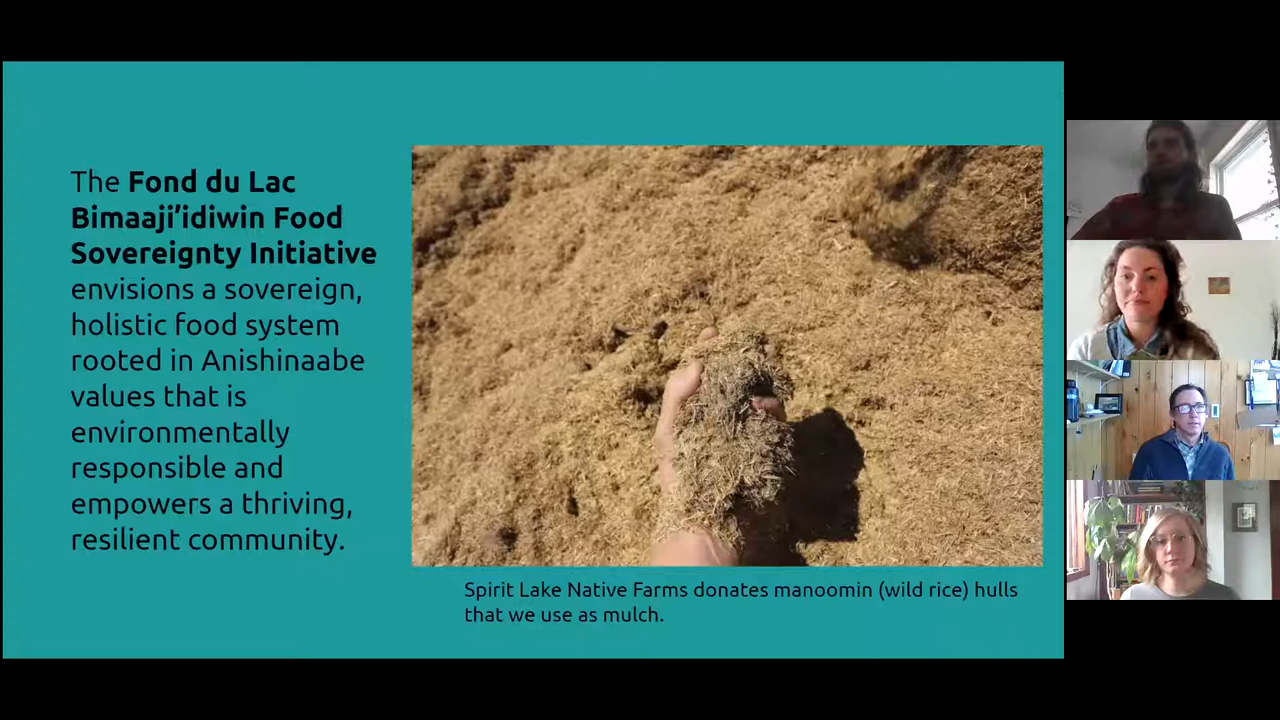 The Fond du Lac
Bimaaji’idiwin Food
Sovereignty Initiative
envisions a sovereign,
holistic food system
rooted in Anishinaabe
values that is
environmentally
responsible and
empowers a thriving,
resilient community.
Spirit Lake Native Farms donates manoomin (wild rice) hulls
that we use as mulch.